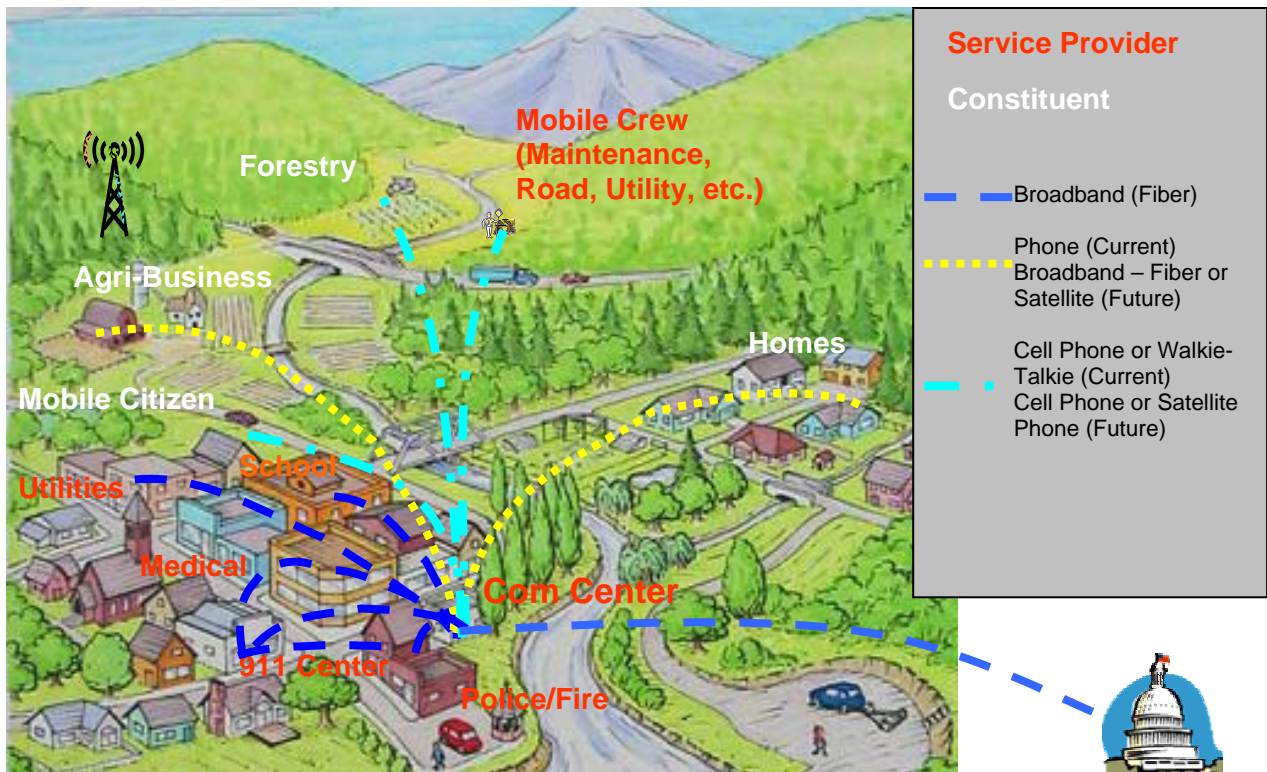 Service Provider
Constituent
Broadband (Fiber)
Phone (Current)
Broadband – Fiber or
Satellite (Future)
Cell Phone or Walkie-
Talkie (Current)
Cell Phone or Satellite
Phone (Future)
Mobile Crew
(Maintenance,
Road, Utility, etc.)
Forestry
Agri-Business
Homes
Mobile Citizen
School
Utilities
Medical
Com Center
911 Center
Police/Fire